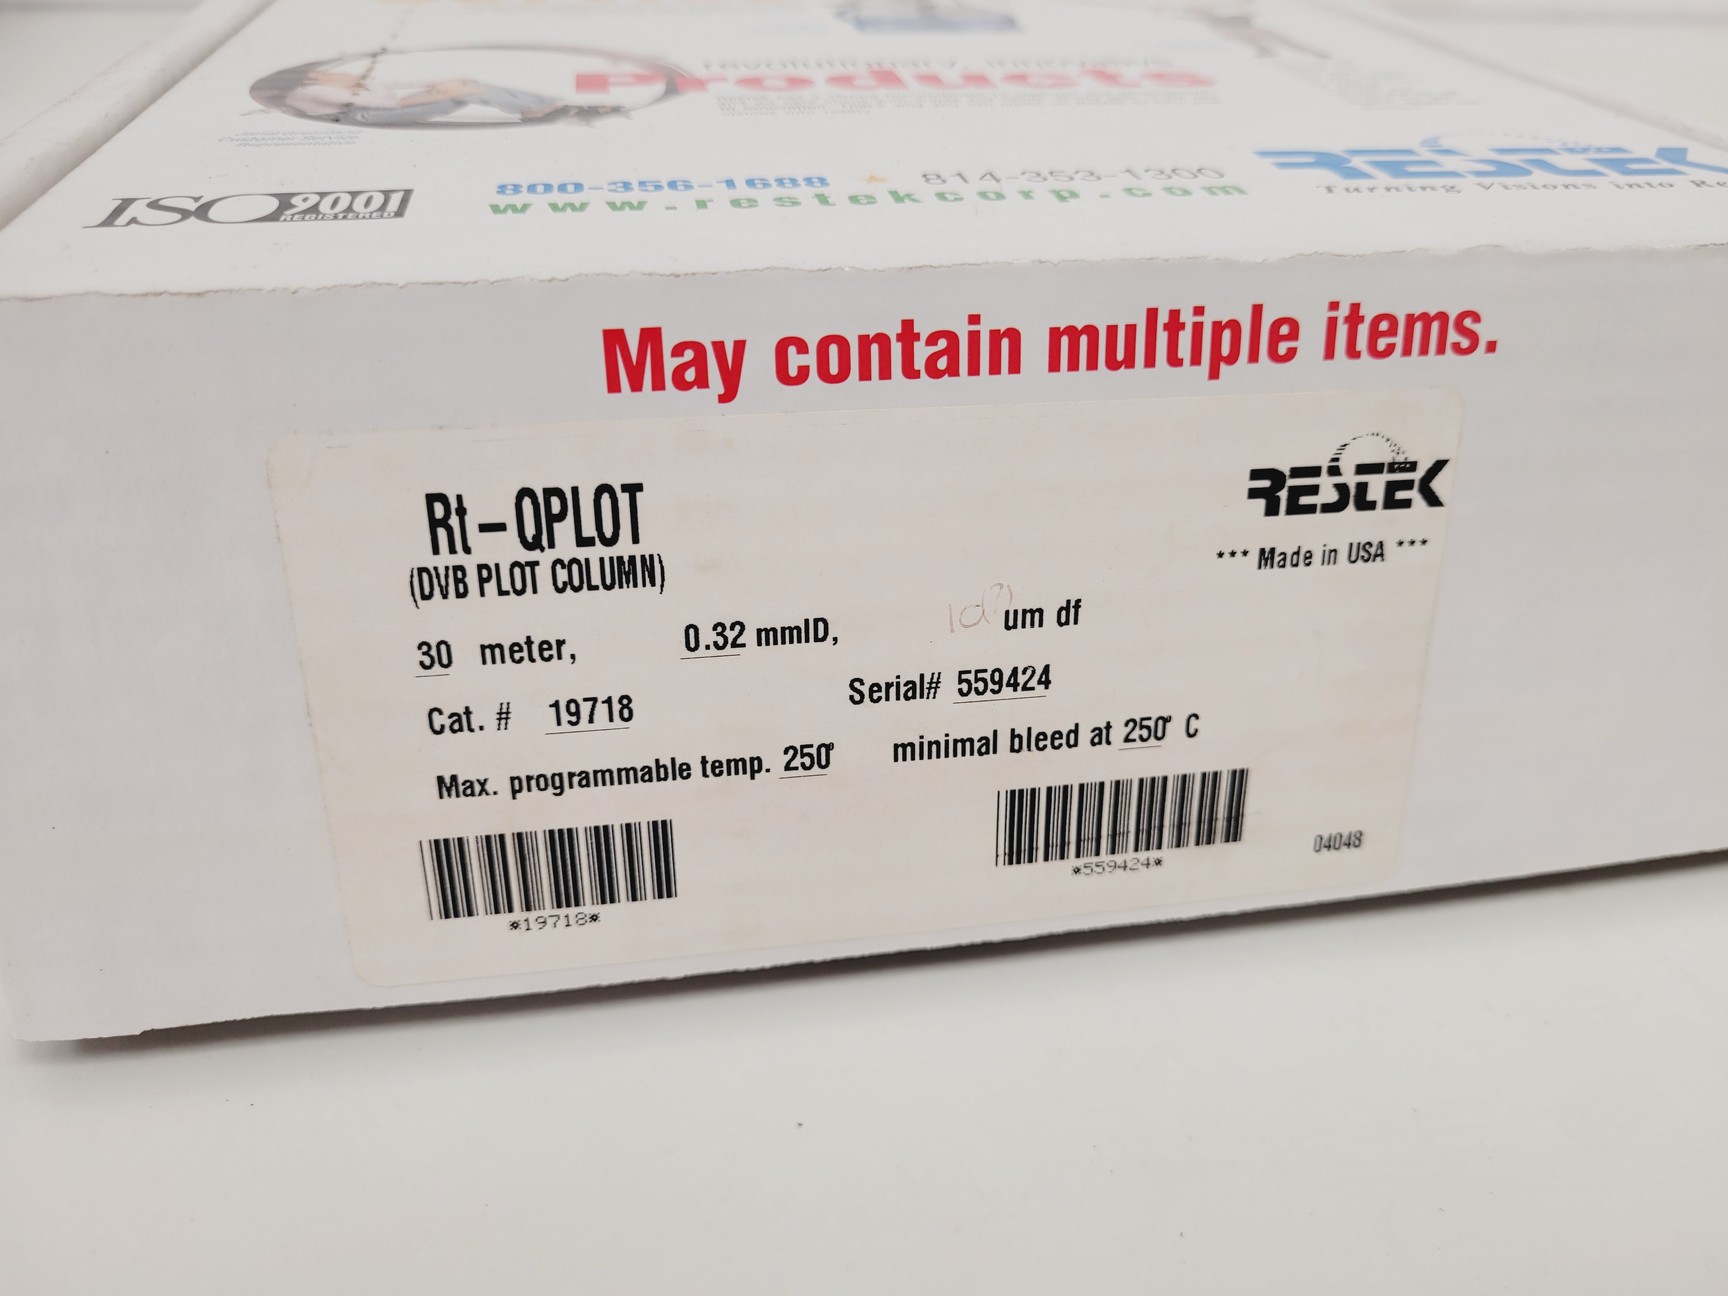 Products
ISO 9001
REGISTERED
800-356-1688 ★ 814-353-1300
www.restekcorp.com
RESTEK
Turning Visions into Re
May contain multiple items.
Rt-QPLOT
(DVB PLOT COLUMN)
RESTEK
*** Made in USA ***
30 meter, 0.32 mmID, um df
Cat. # 19718 Serial# 559424
Max. programmable temp. 250° minimal bleed at 250° C
*19718*
*559424*
04048